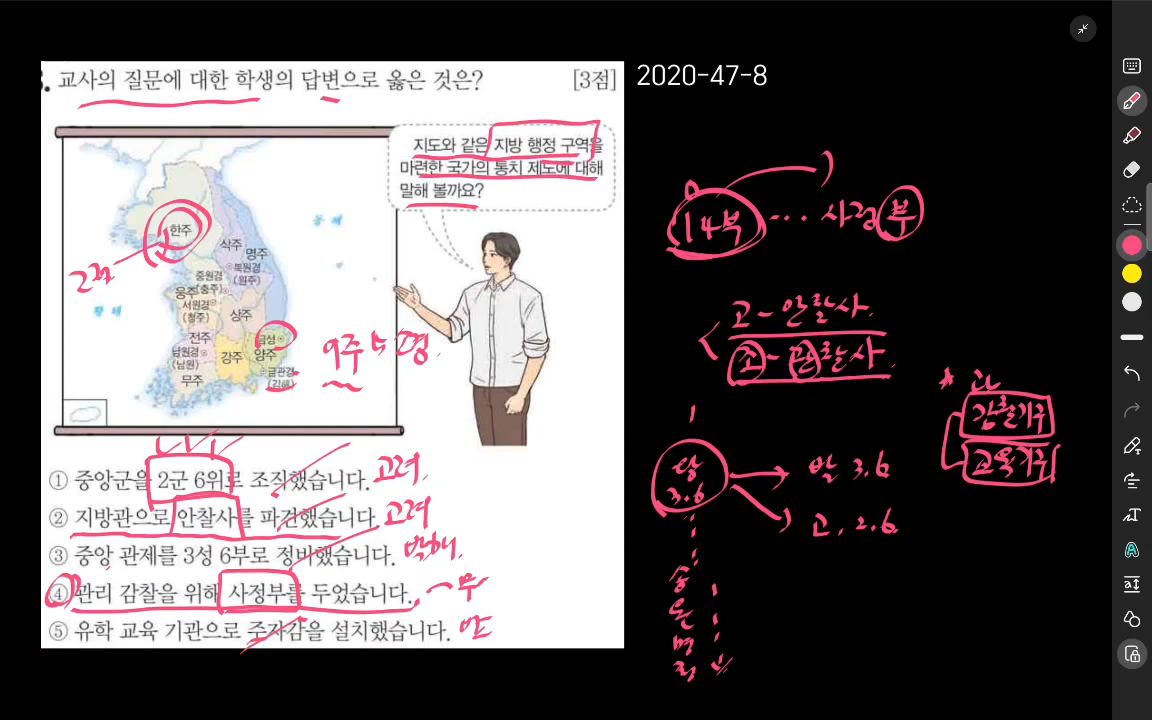 3. 교사의 질문에 대한 학생의 답변으로 옳은 것은? [3점]
2020-47-8
지도와 같은 지방 행정 구역을
마련한 국가의 통치 제도에 대해
말해 볼까요?
동해
황해
한주
삭주
명주
북원경
(원주)
중원경
(충주)
웅주
서원경
(청주)
상주
전주
남원경
(남원)
강주
금성
양주
금관경
(김해)
무주
9주 5
14부 ... 사정부
고-안찰사
조-관찰사
감찰기구
교육기구
당
3.6
발 3.6
고. 2.6
① 중앙군을 2군 6위로 조직했습니다. 고려.
② 지방관으로 안찰사를 파견했습니다. 고려
③ 중앙 관제를 3성 6부로 정비했습니다. 발해.
④ 관리 감찰을 위해 사정부를 두었습니다.
⑤ 유학 교육 기관으로 주자감을 설치했습니다.